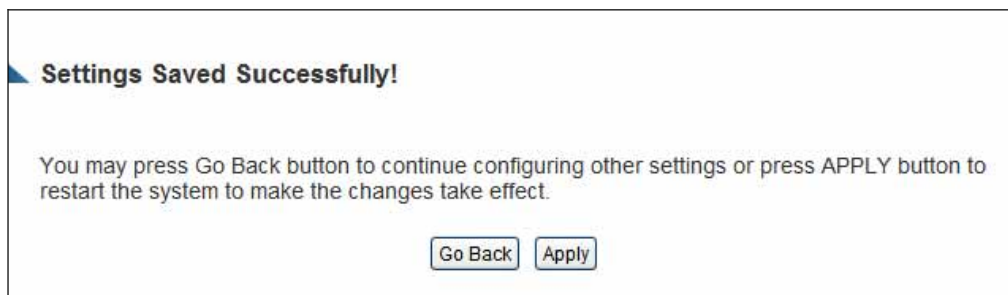 Settings Saved Successfully!
You may press Go Back button to continue configuring other settings or press APPLY button to
restart the system to make the changes take effect.
Go Back Apply